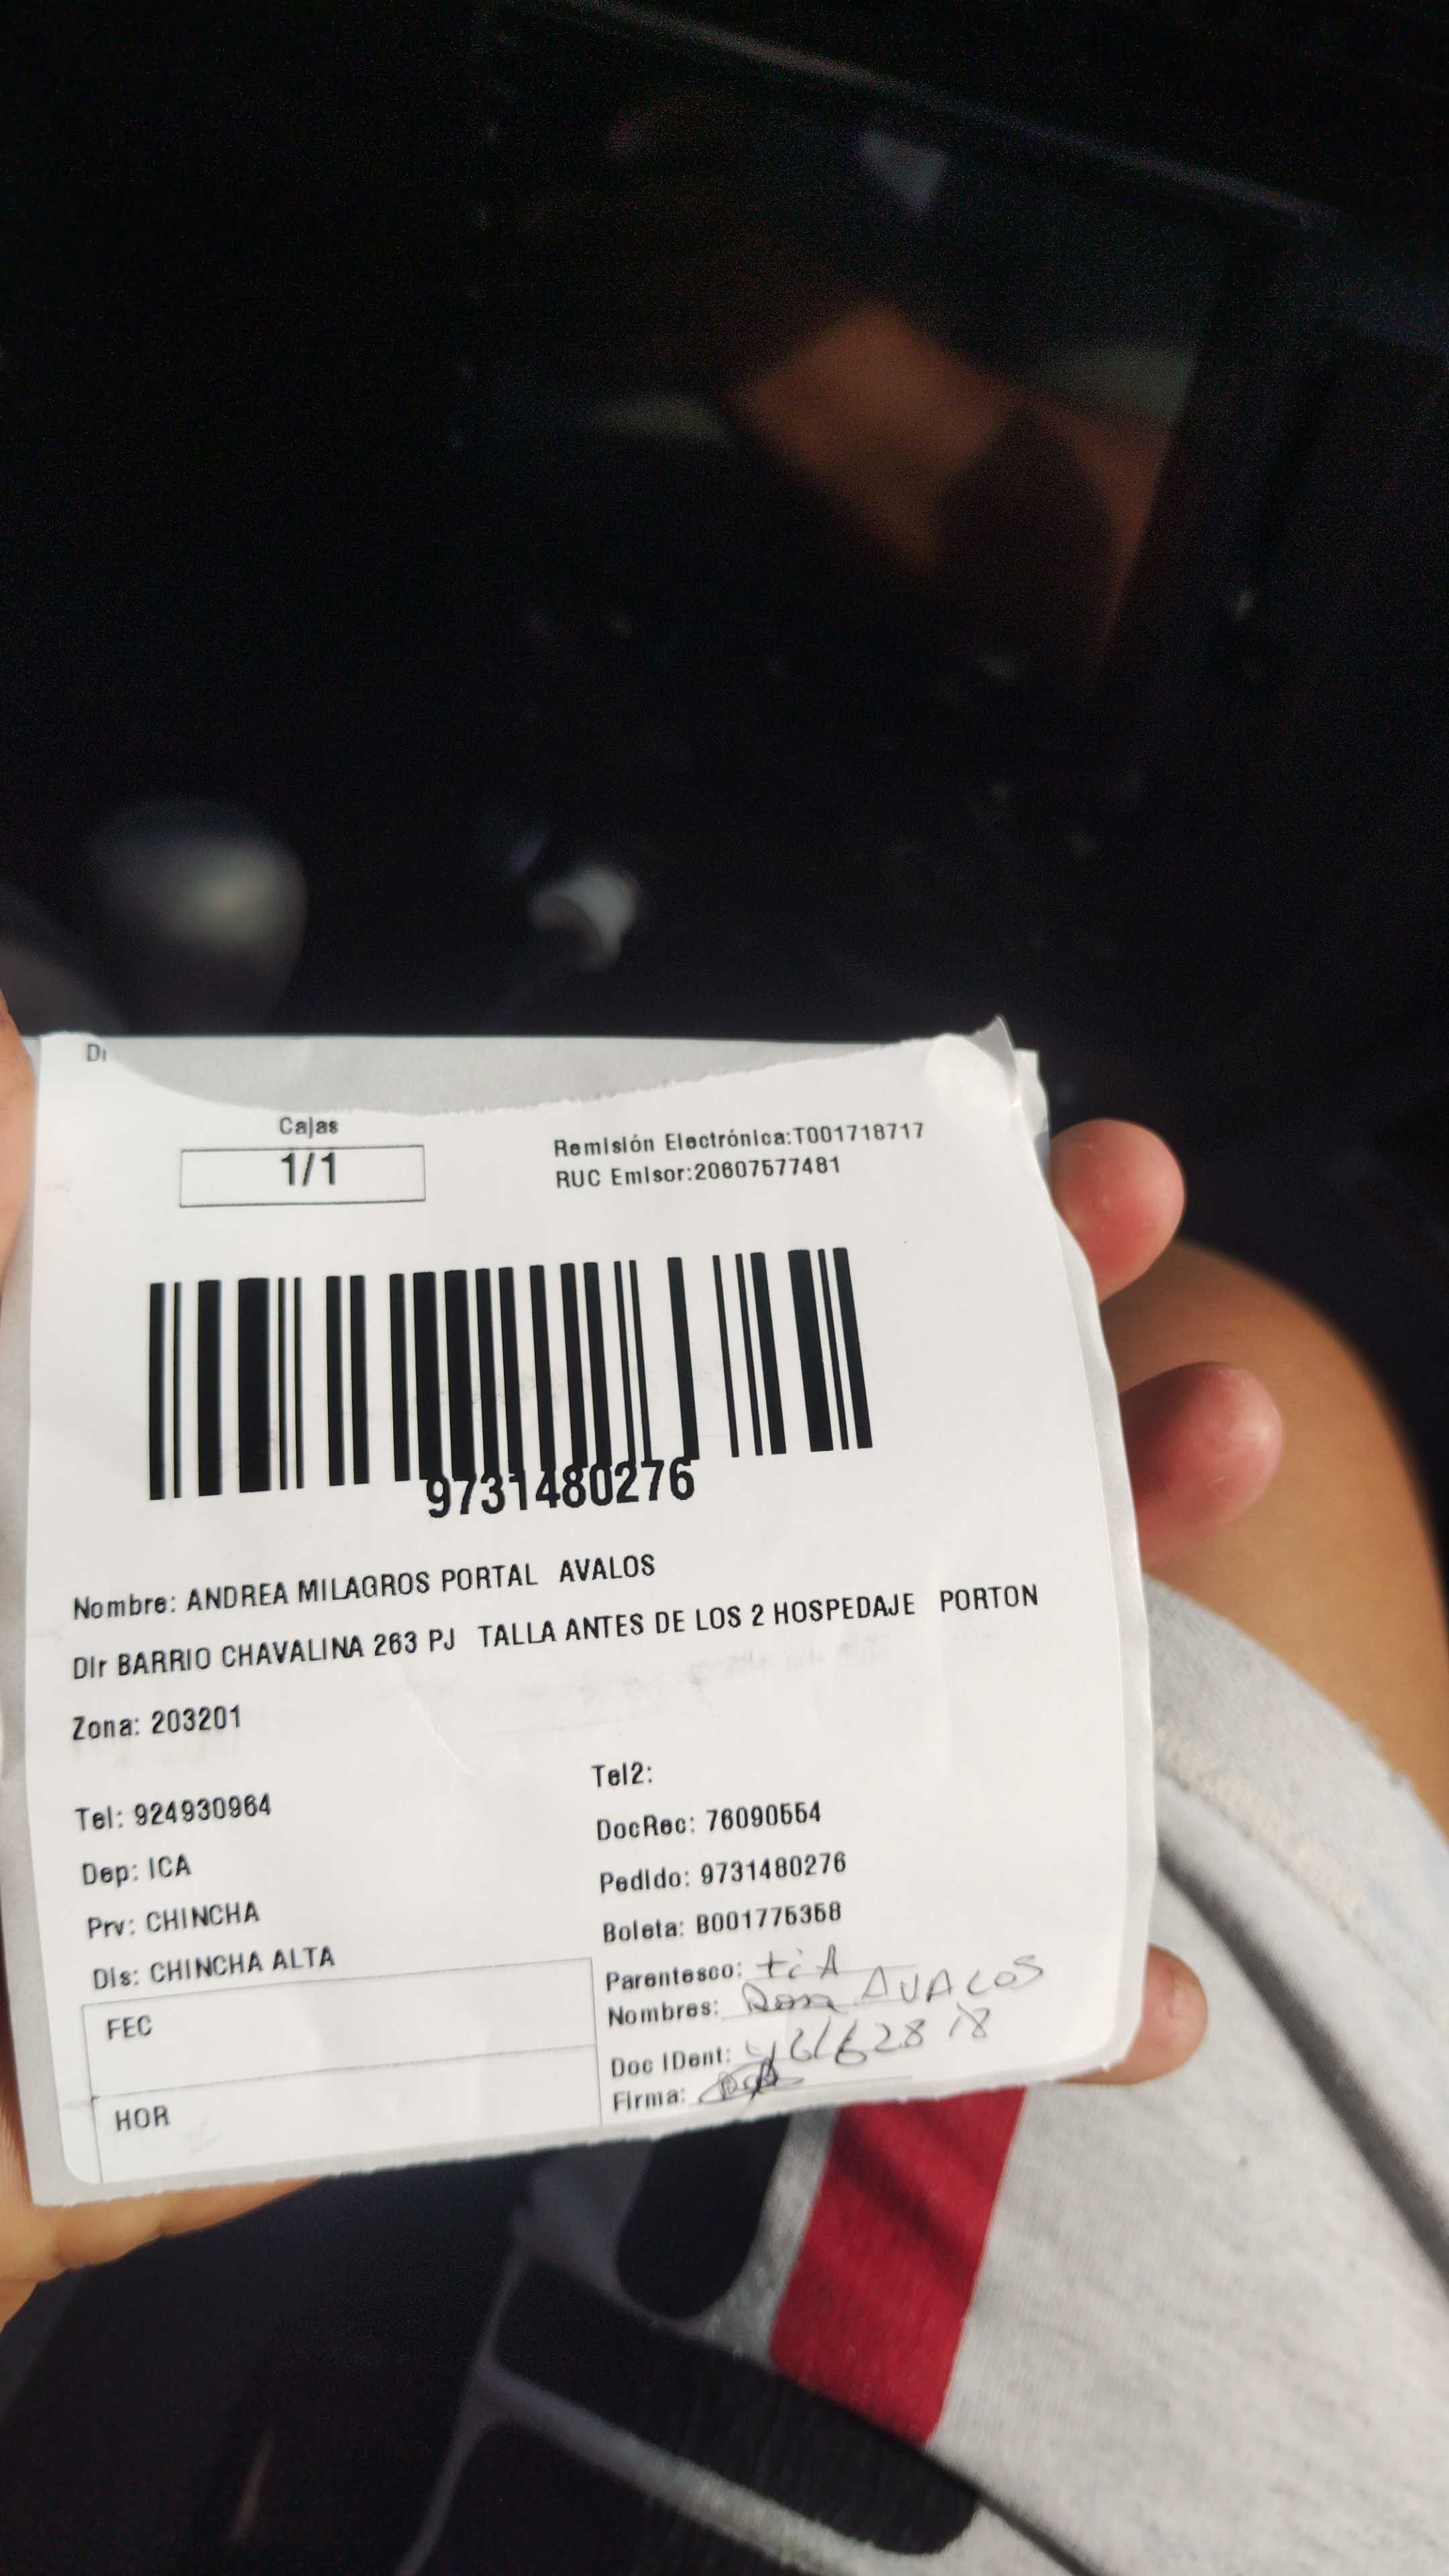 Cajas
1/1
Remisión Electrónica:T001718717
RUC Emisor:20607577481
9731480276
Nombre: ANDREA MILAGROS PORTAL AVALOS
Dir BARRIO CHAVALINA 263 PJ TALLA ANTES DE LOS 2 HOSPEDAJE PORTON
Zona: 203201
Tel: 924930964
Tel2:
Dep: ICA
DocRec: 76090554
Prv: CHINCHA
Pedido: 9731480276
Dis: CHINCHA ALTA
Boleta: B001775358
FEC
HOR
Parentesco: tiA
Nombres: Rosa AVALOS
Doc IDent:
Firma: